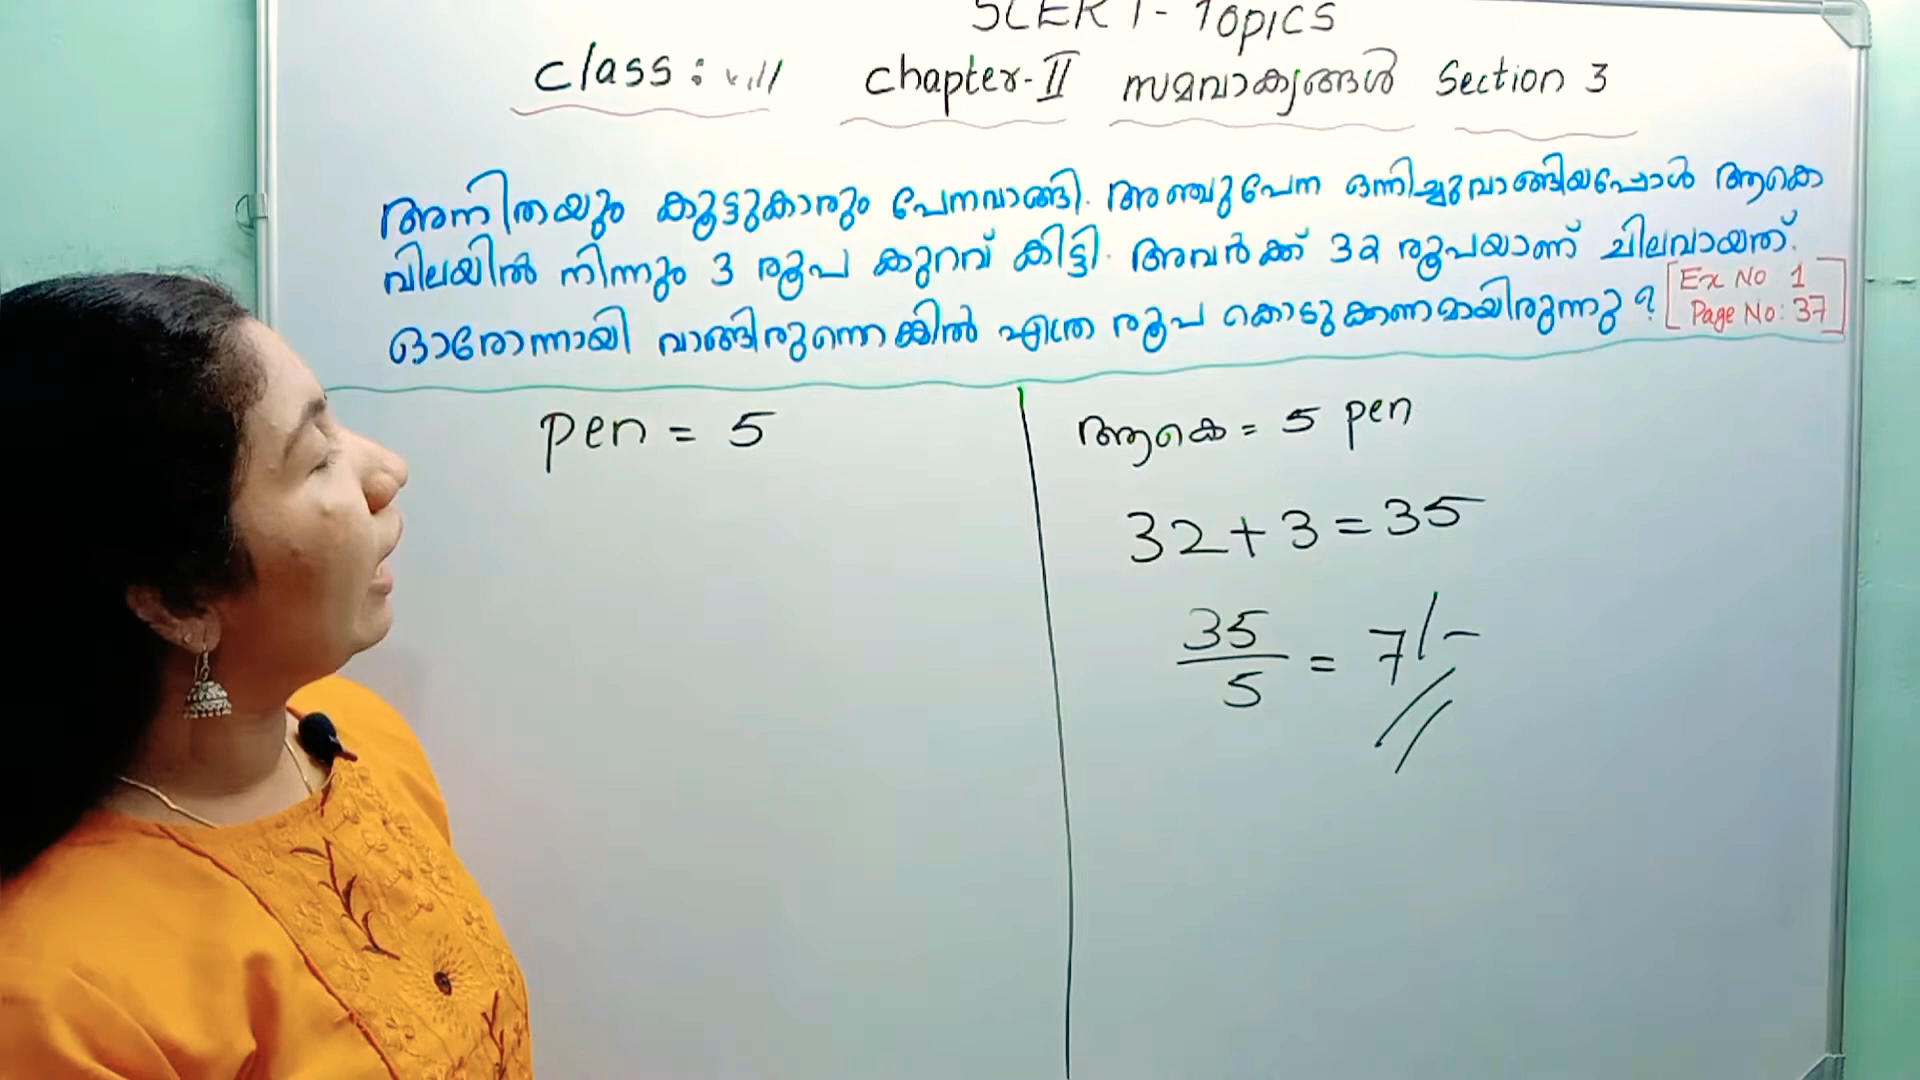 SCERT - Topics
Class : VIII Chapter-II സമവാക്യങ്ങൾ Section 3
അനിതയും കൂട്ടുകാരും പേനവാങ്ങി. അഞ്ചുപേന ഒന്നിച്ചുവാങ്ങിയപ്പോൾ ആകെ
വിലയിൽ നിന്നും 3 രൂപ കുറവ് കിട്ടി. അവർക്ക് 32 രൂപയാണ് ചിലവായത്.
ഓരോന്നായി വാങ്ങിരുന്നെങ്കിൽ എത്ര രൂപ കൊടുക്കണമായിരുന്നു ?
[Ex No 1
Page No: 37]
pen = 5
ആകെ = 5 pen
32 + 3 = 35
35/5 = 7/-